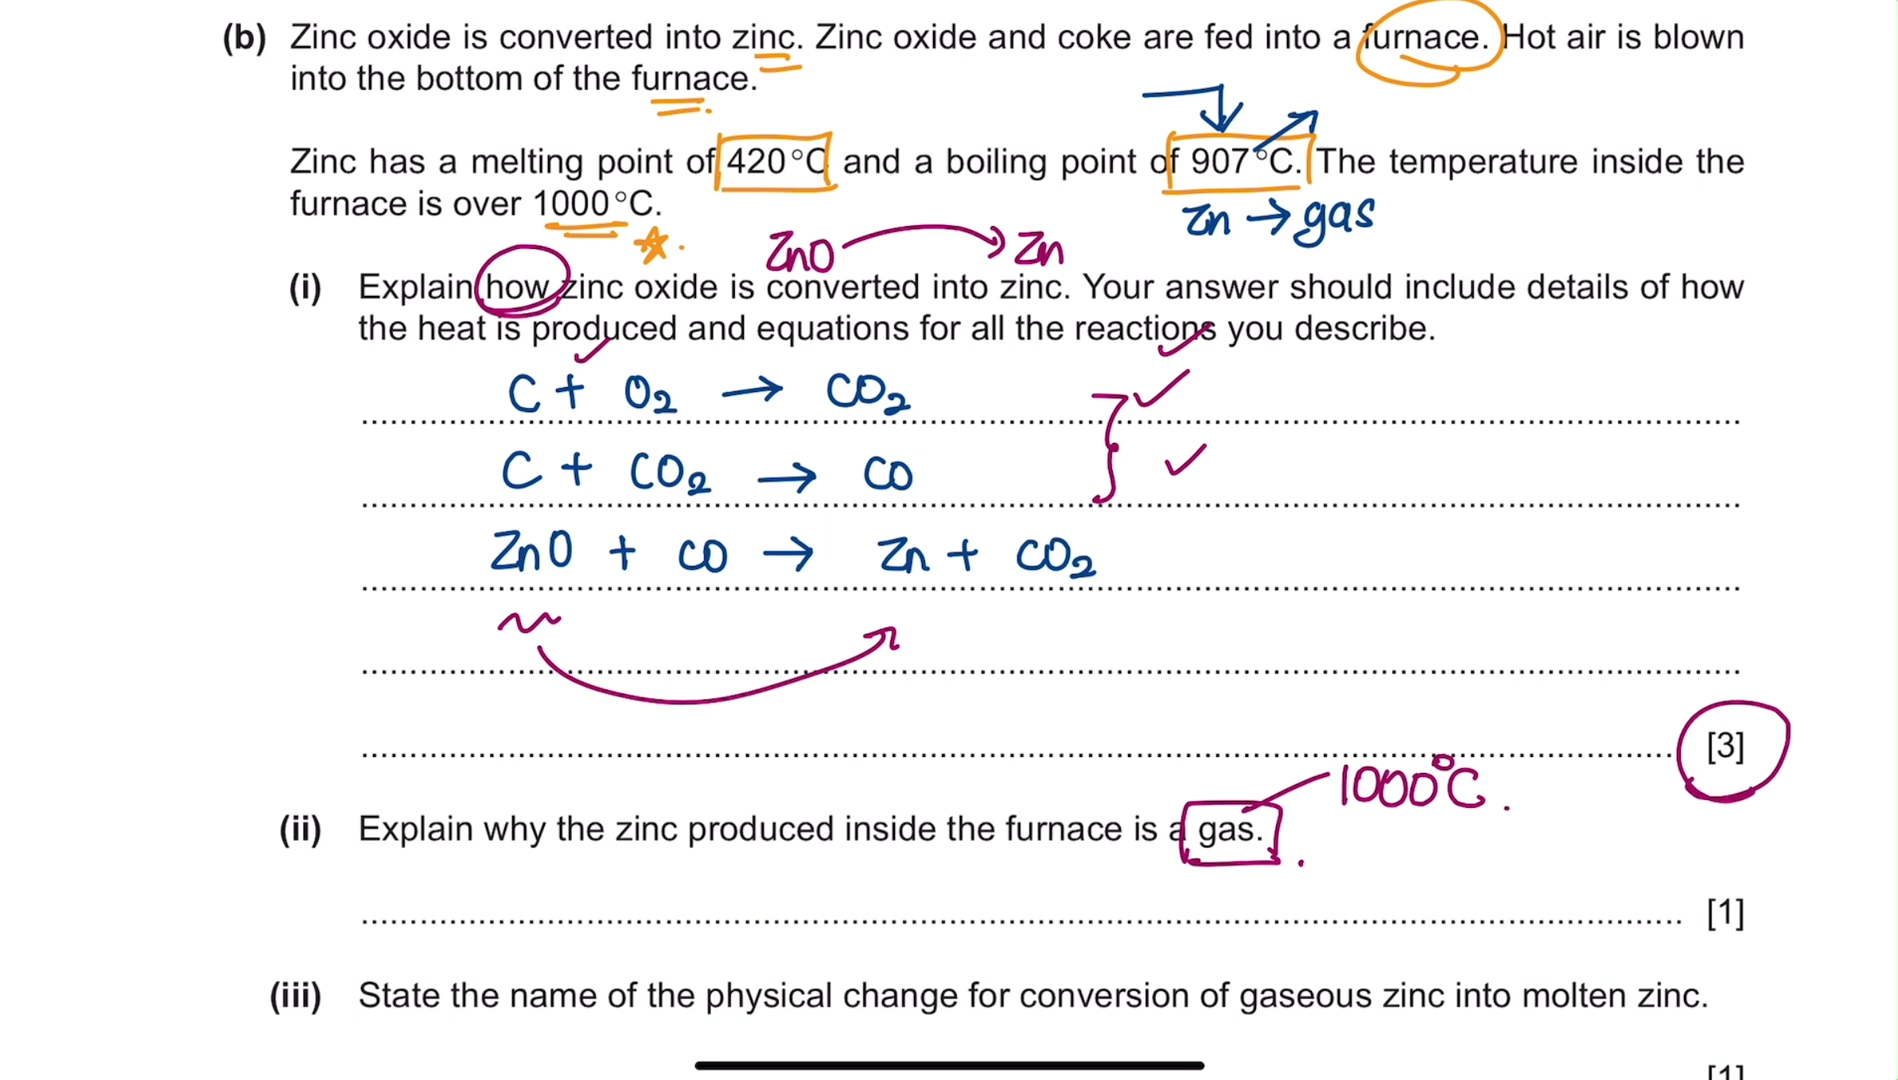 (b) Zinc oxide is converted into zinc. Zinc oxide and coke are fed into a furnace. Hot air is blown
into the bottom of the furnace.
Zinc has a melting point of 420 °C and a boiling point of 907 °C. The temperature inside the
furnace is over 1000 °C.
Zn → gas
ZnO → Zn
(i) Explain how zinc oxide is converted into zinc. Your answer should include details of how
the heat is produced and equations for all the reactions you describe.
C + O₂ → CO₂
C + CO₂ → CO
ZnO + CO → Zn + CO₂
[3]
1000°C.
(ii) Explain why the zinc produced inside the furnace is a gas.
[1]
(iii) State the name of the physical change for conversion of gaseous zinc into molten zinc.
[1]